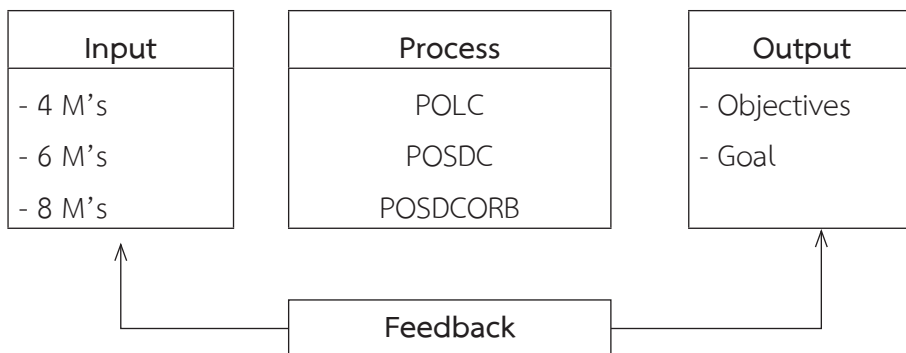 Input
- 4 M's
- 6 M's
- 8 M's
Process
POLC
POSDC
POSDCORB
Output
- Objectives
- Goal
Feedback